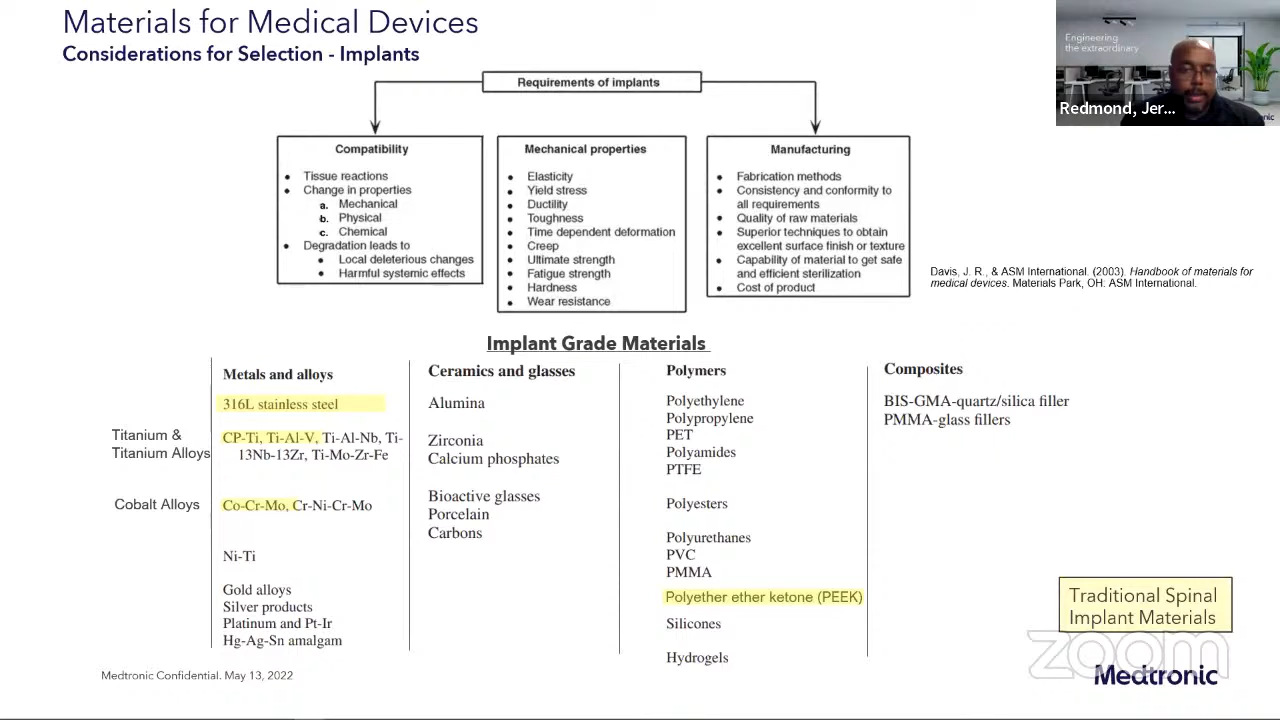 Materials for Medical Devices
Considerations for Selection - Implants
Engineering
the extraordinary
Redmond, Jer...
Requirements of implants
Compatibility
• Tissue reactions
• Change in properties
a. Mechanical
b. Physical
c. Chemical
• Degradation leads to
• Local deleterious changes
• Harmful systemic effects
Mechanical properties
• Elasticity
• Yield stress
• Ductility
• Toughness
• Time dependent deformation
• Creep
• Ultimate strength
• Fatigue strength
• Hardness
• Wear resistance
Manufacturing
• Fabrication methods
• Consistency and conformity to
all requirements
• Quality of raw materials
• Superior techniques to obtain
excellent surface finish or texture
• Capability of material to get safe
and efficient sterilization
• Cost of product
Davis, J. R., & ASM International. (2003). Handbook of materials for
medical devices. Materials Park, OH: ASM International.
Implant Grade Materials
Metals and alloys
316L stainless steel
Titanium &
Titanium Alloys
CP-Ti, Ti-Al-V, Ti-Al-Nb, Ti-
13Nb-13Zr, Ti-Mo-Zr-Fe
Cobalt Alloys
Co-Cr-Mo, Cr-Ni-Cr-Mo
Ni-Ti
Gold alloys
Silver products
Platinum and Pt-Ir
Hg-Ag-Sn amalgam
Ceramics and glasses
Alumina
Zirconia
Calcium phosphates
Bioactive glasses
Porcelain
Carbons
Polymers
Polyethylene
Polypropylene
PET
Polyamides
PTFE
Polyesters
Polyurethanes
PVC
PMMA
Polyether ether ketone (PEEK)
Silicones
Hydrogels
Composites
BIS-GMA-quartz/silica filler
PMMA-glass fillers
Traditional Spinal
Implant Materials
zoom
Medtronic
Medtronic Confidential. May 13, 2022